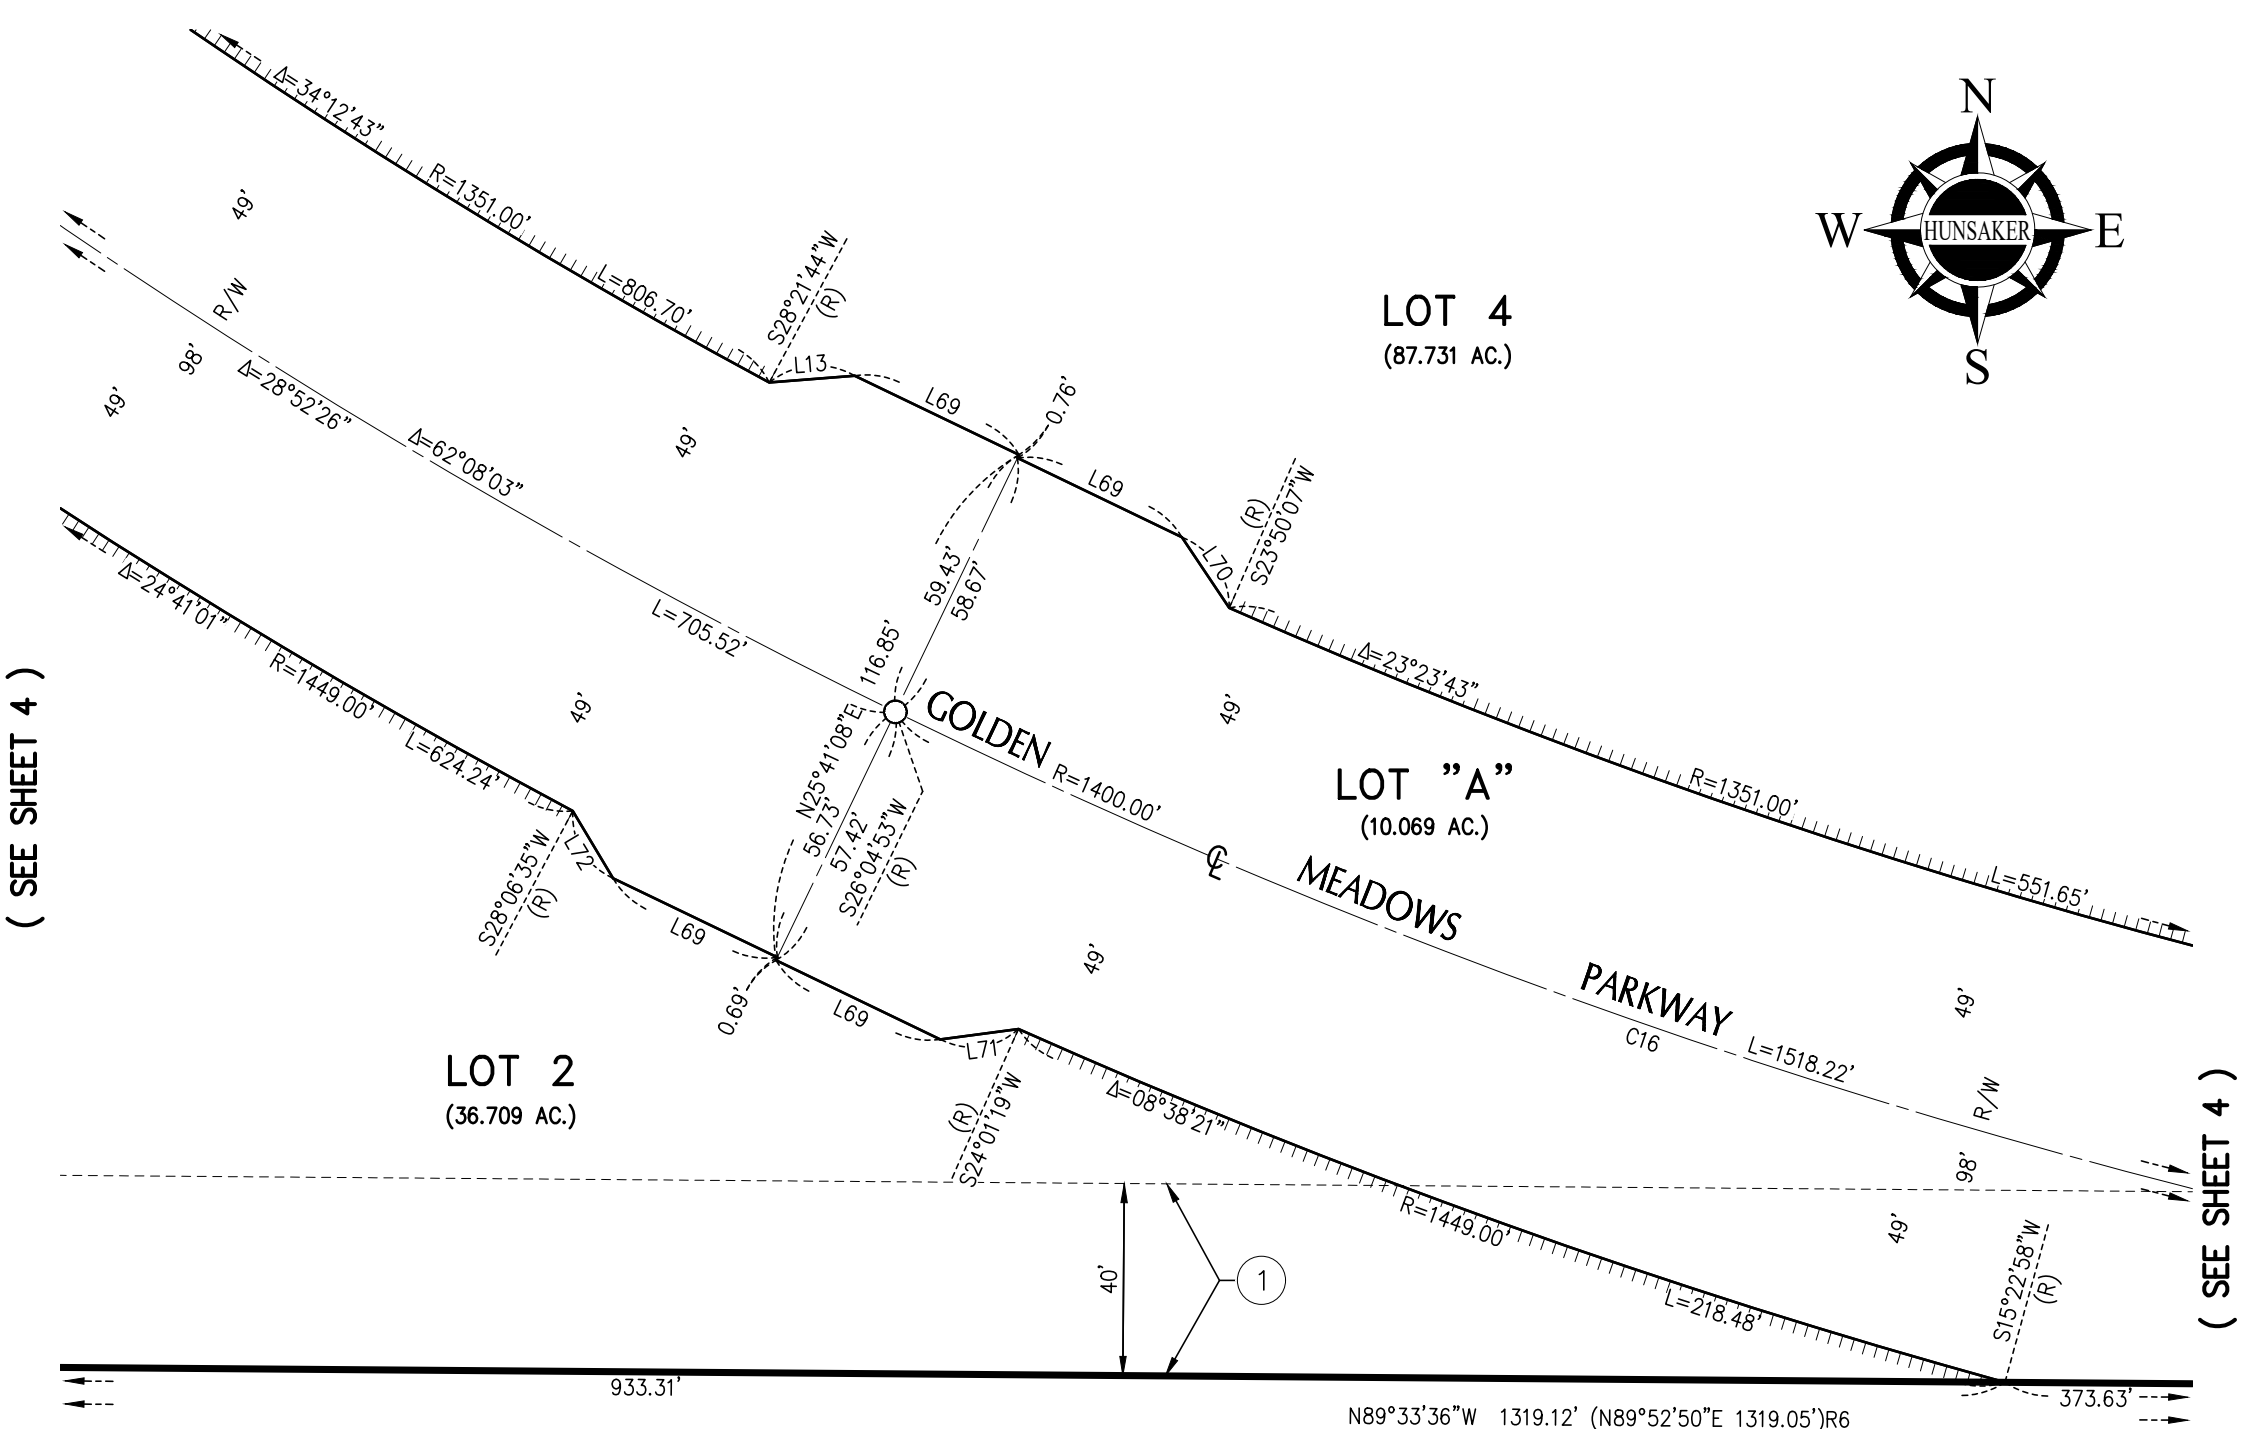 N
W
HUNSAKER
E
S
Δ=34°12'43"
R=1351.00'
L=806.70'
49'
R/W
98'
49'
Δ=28°52'26"
Δ=62°08'03"
S28°21'44"W
(R)
L13
L69
0.76'
49'
LOT 4
(87.731 AC.)
L69
L70
(R)
S23°50'07"W
59.43'
58.67'
Δ=24°41'01"
R=1449.00'
L=624.24'
L=705.52'
116.85'
49'
N25°41'08"E
56.73'
57.42'
S26°04'53"W
(R)
GOLDEN
R=1400.00'
49'
Δ=23°23'43"
R=1351.00'
L=551.65'
LOT "A"
(10.069 AC.)
CL
MEADOWS
PARKWAY
C16
L=1518.22'
49'
R/W
98'
49'
( SEE SHEET 4 )
S28°06'35"W
(R)
L72
L69
0.69'
L69
L71
49'
LOT 2
(36.709 AC.)
(R)
S24°01'19"W
Δ=08°38'21"
R=1449.00'
L=218.48'
S15°22'58"W
(R)
( SEE SHEET 4 )
40'
1
933.31'
373.63'
N89°33'36"W 1319.12' (N89°52'50"E 1319.05')R6